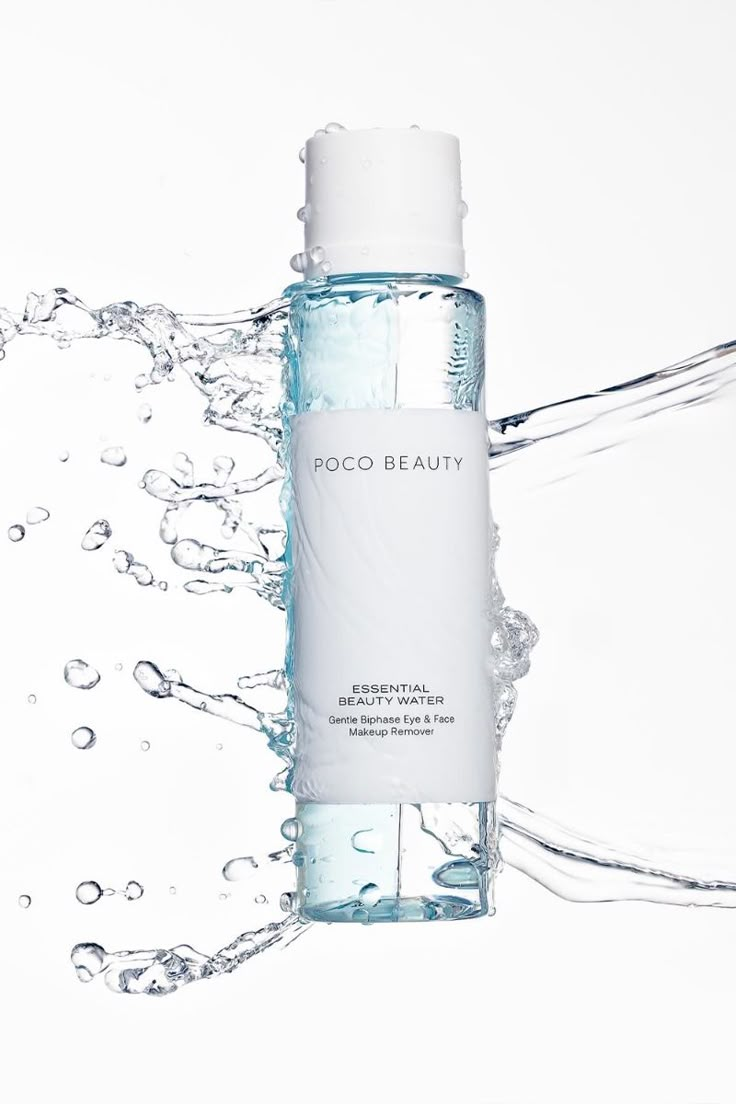 POCO BEAUTY
ESSENTIAL
BEAUTY WATER
Gentle Biphase Eye & Face
Makeup Remover